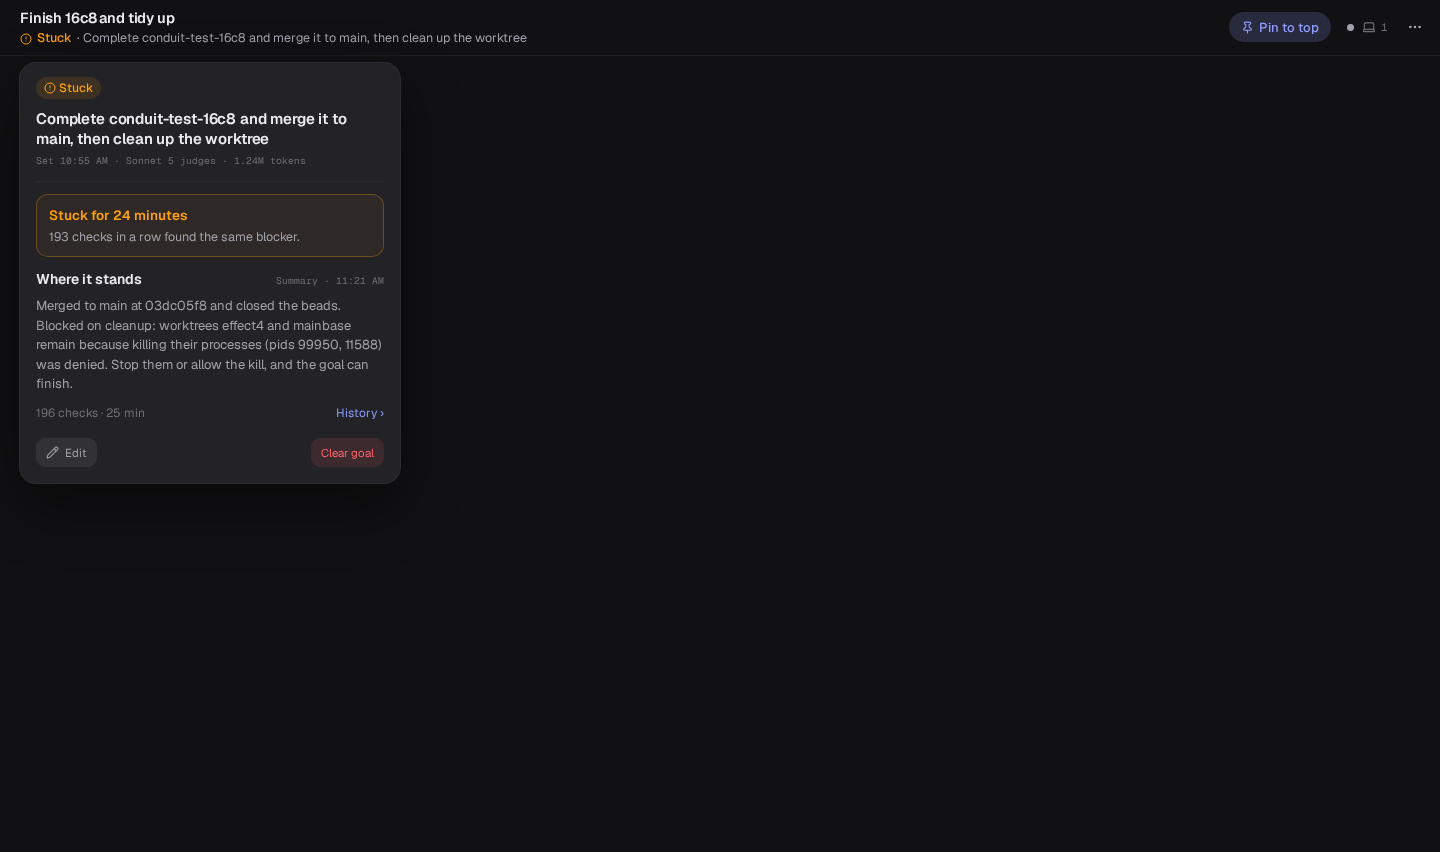 Finish 16c8 and tidy up
Stuck · Complete conduit-test-16c8 and merge it to main, then clean up the worktree
Pin to top
1
Stuck
Complete conduit-test-16c8 and merge it to
main, then clean up the worktree
Set 10:55 AM · Sonnet 5 judges · 1.24M tokens
Stuck for 24 minutes
193 checks in a row found the same blocker.
Where it stands
Summary · 11:21 AM
Merged to main at 03dc05f8 and closed the beads.
Blocked on cleanup: worktrees effect4 and mainbase
remain because killing their processes (pids 99950, 11588)
was denied. Stop them or allow the kill, and the goal can
finish.
196 checks · 25 min
History ›
Edit
Clear goal